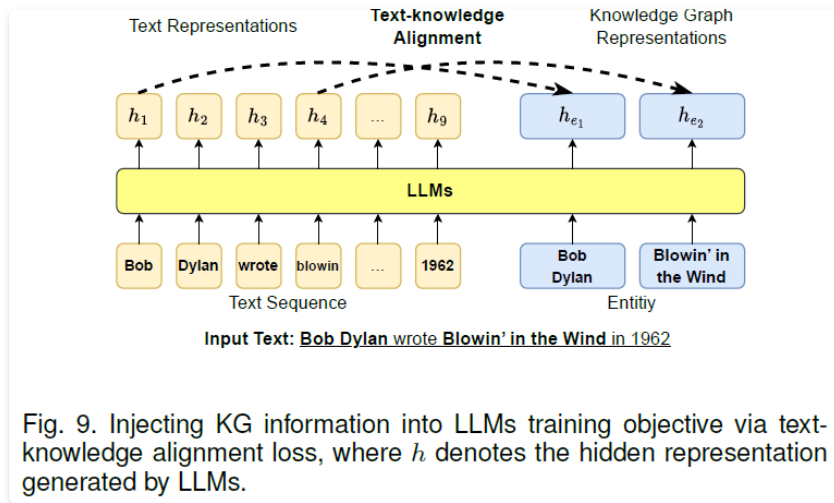 Text Representations
Text-knowledge
Alignment
Knowledge Graph
Representations
h₁ h₂ h₃ h₄ ... h₉ hₑ₁ hₑ₂
LLMs
Bob Dylan wrote blowin ... 1962
Bob
Dylan
Blowin' in
the Wind
Text Sequence
Entitiy
Input Text: Bob Dylan wrote Blowin' in the Wind in 1962
Fig. 9. Injecting KG information into LLMs training objective via text-
knowledge alignment loss, where h denotes the hidden representation
generated by LLMs.